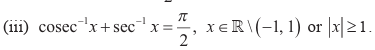 (iii) cosec⁻¹x + sec⁻¹x = π/2, x ∈ ℝ \ (−1, 1) or |x| ≥ 1.